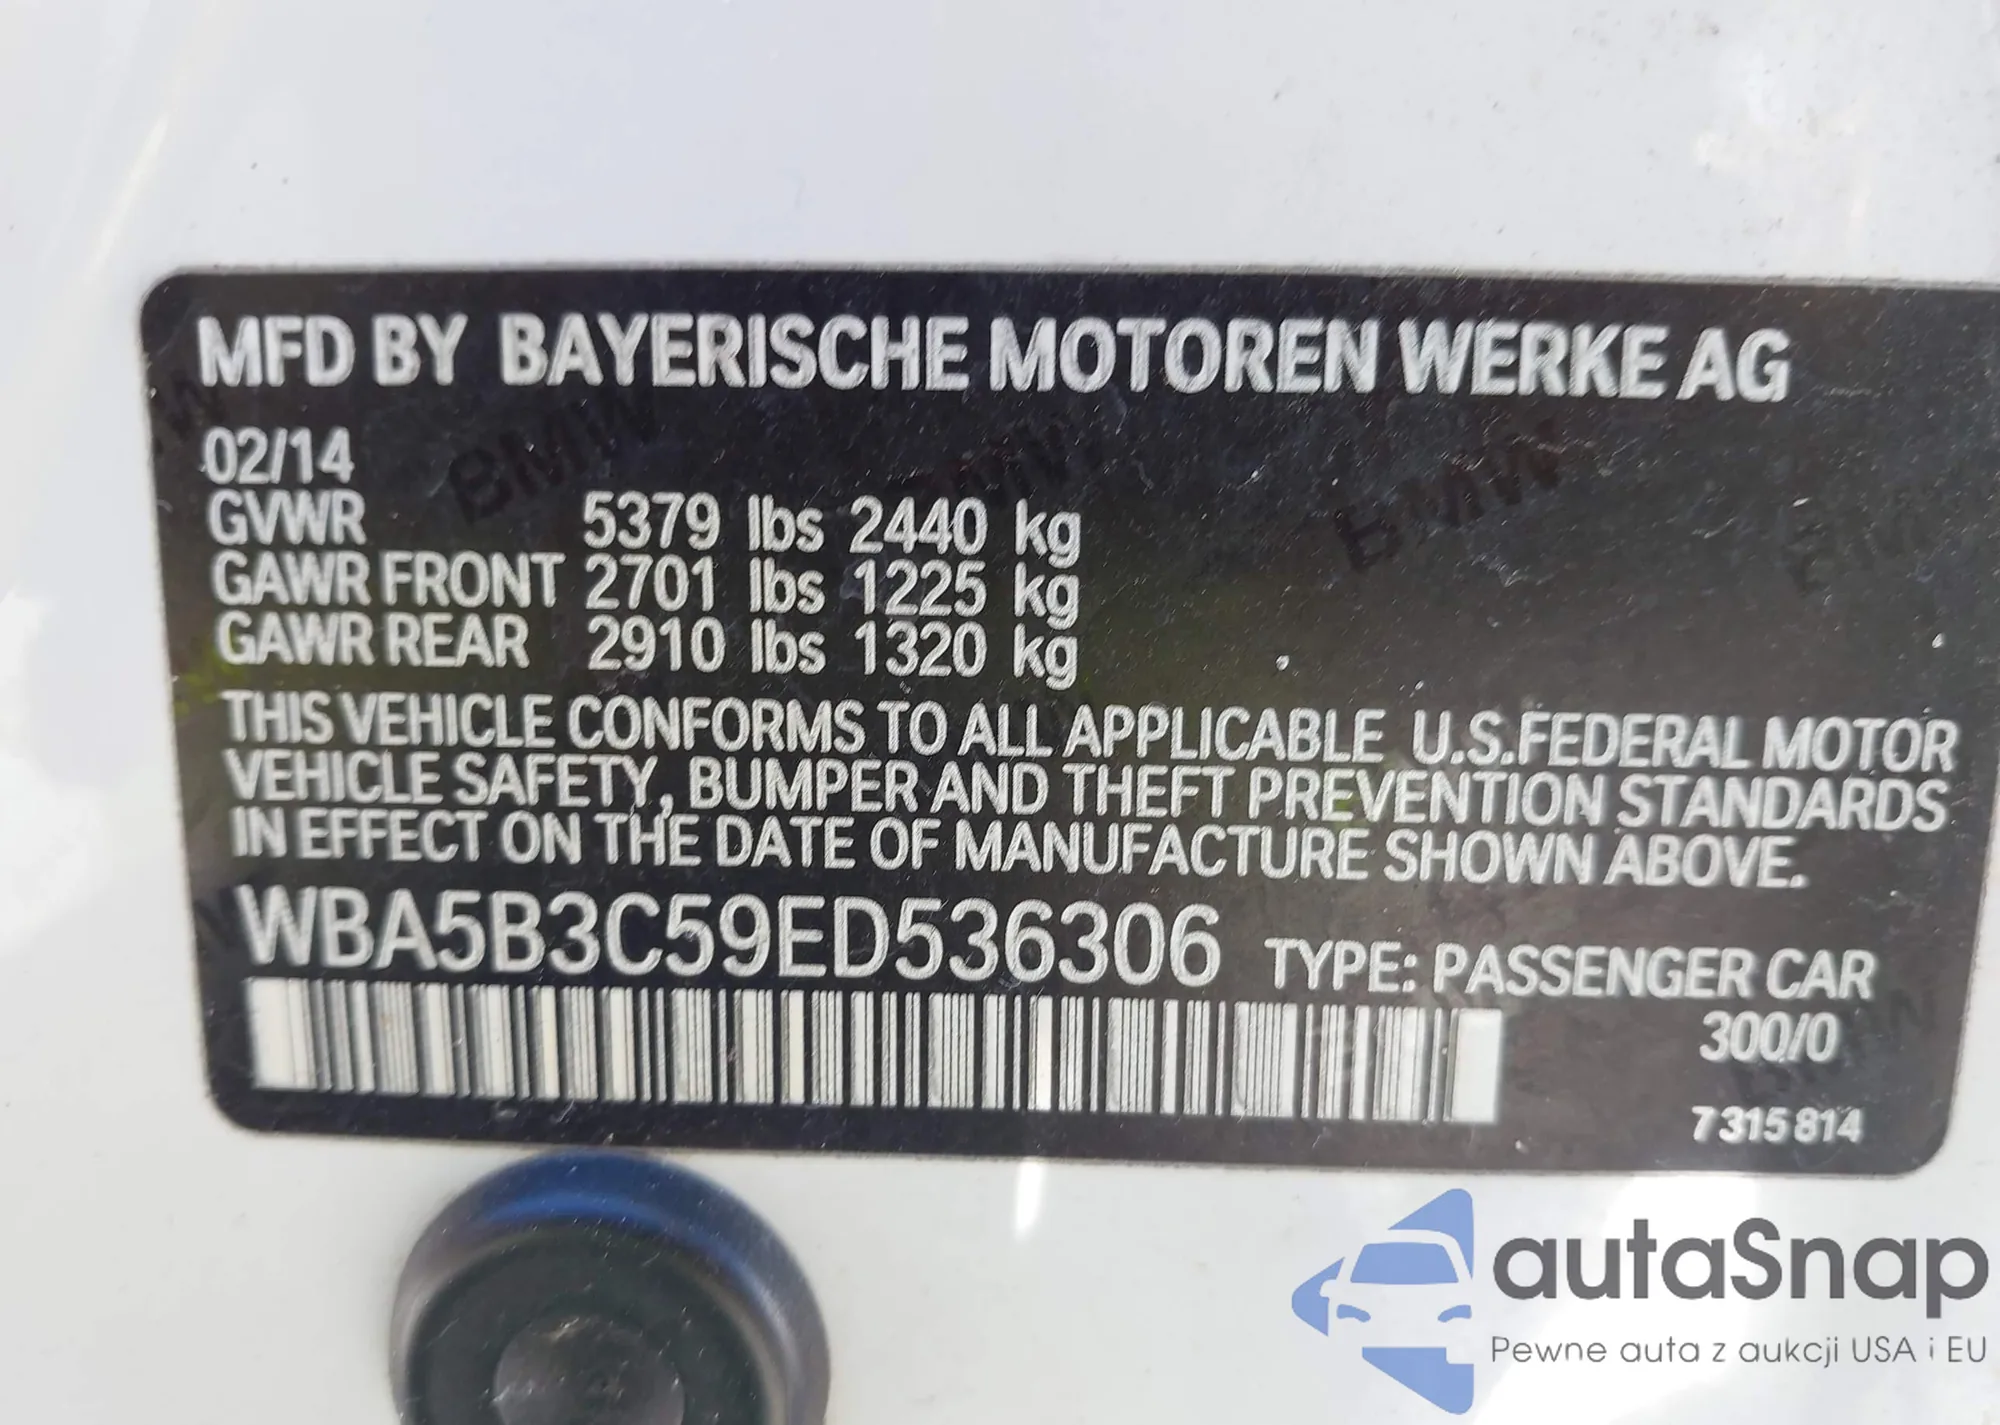 MFD BY BAYERISCHE MOTOREN WERKE AG
02/14
GVWR 5379 lbs 2440 kg
GAWR FRONT 2701 lbs 1225 kg
GAWR REAR 2910 lbs 1320 kg
THIS VEHICLE CONFORMS TO ALL APPLICABLE U.S.FEDERAL MOTOR
VEHICLE SAFETY, BUMPER AND THEFT PREVENTION STANDARDS
IN EFFECT ON THE DATE OF MANUFACTURE SHOWN ABOVE.
WBA5B3C59ED536306 TYPE: PASSENGER CAR
300/0
7 315 814
autaSnap
Pewne auta z aukcji USA i EU